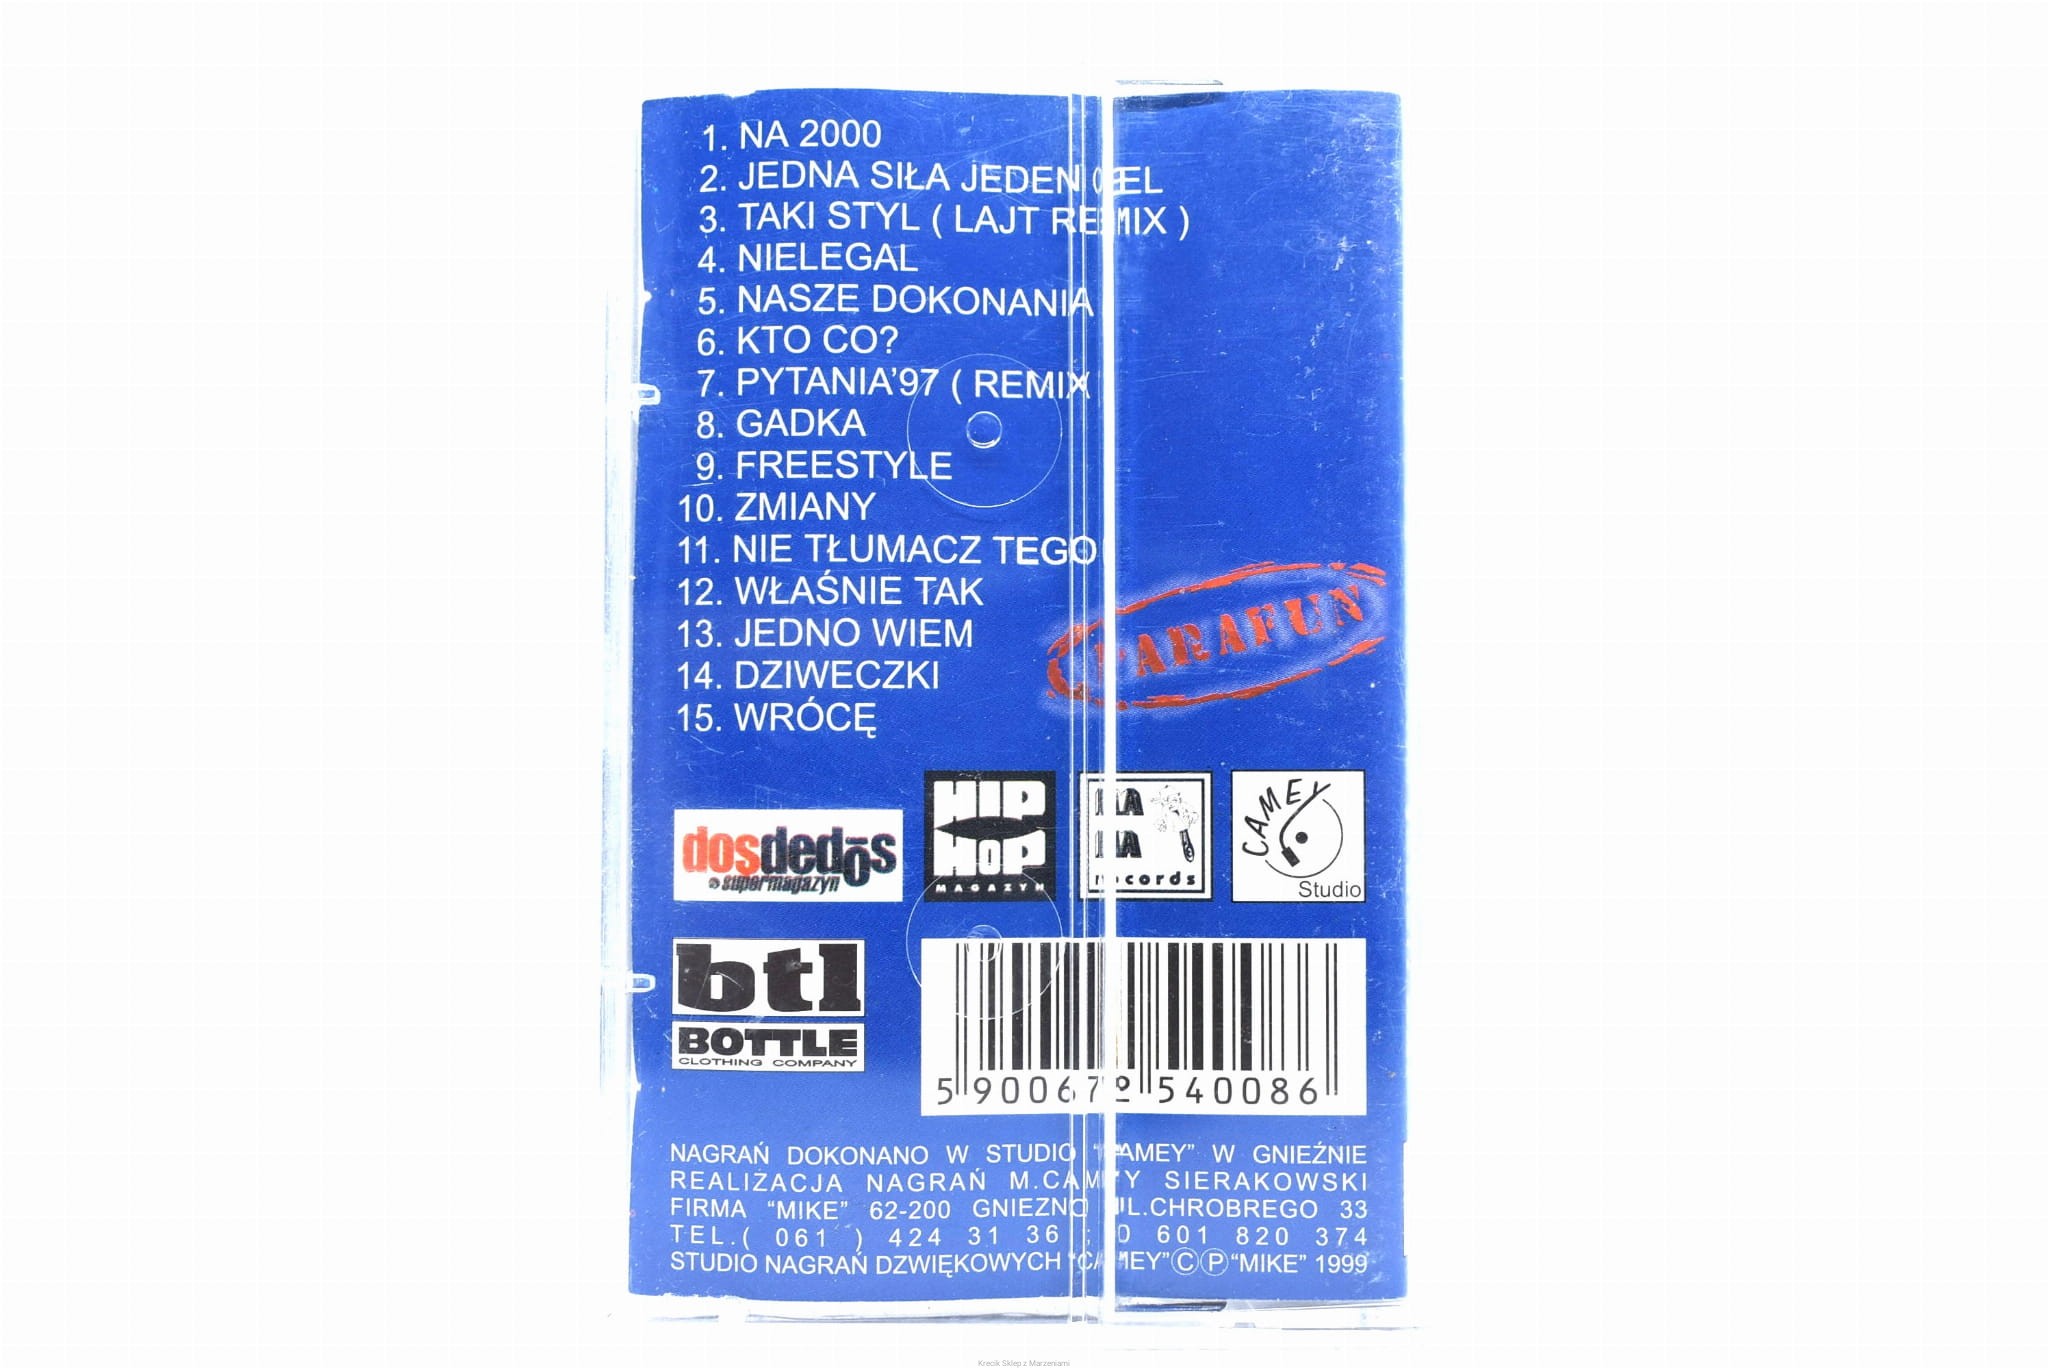 1. NA 2000
2. JEDNA SIŁA JEDEN CEL
3. TAKI STYL ( LAJT REMIX )
4. NIELEGAL
5. NASZE DOKONANIA
6. KTO CO?
7. PYTANIA'97 ( REMIX
8. GADKA
9. FREESTYLE
10. ZMIANY
11. NIE TŁUMACZ TEGO
12. WŁAŚNIE TAK
13. JEDNO WIEM
14. DZIWECZKI
15. WRÓCĘ
PARAFUN
dosdedos
supermagazyn
HIP
HOP
MAGAZYN
records
CAMEY
Studio
btl
BOTTLE
CLOTHING COMPANY
5 900672 540086
NAGRAŃ DOKONANO W STUDIO "CAMEY" W GNIEŹNIE
REALIZACJA NAGRAŃ M.CAMEY SIERAKOWSKI
FIRMA "MIKE" 62-200 GNIEZNO UL.CHROBREGO 33
TEL.( 061 ) 424 31 36 ; 0 601 820 374
STUDIO NAGRAŃ DZWIĘKOWYCH "CAMEY"ⒸⓅ"MIKE" 1999
Krecik Sklep z Marzeniami